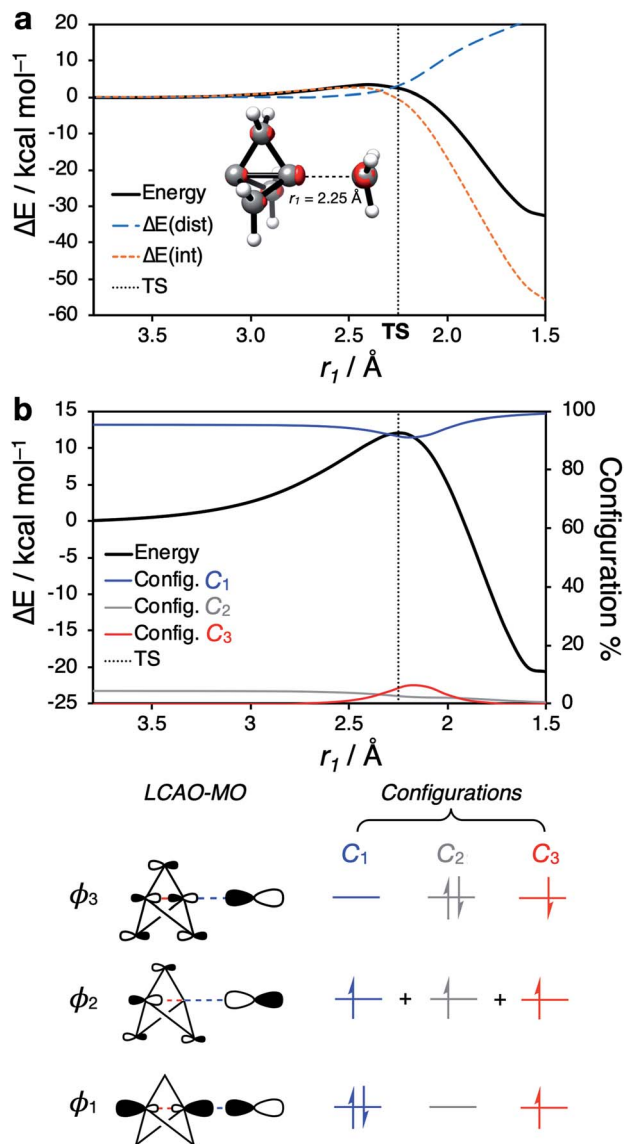 a
20
10
0
-10
-20
-30
-40
-50
-60
ΔE / kcal mol⁻¹
Energy
ΔE(dist)
ΔE(int)
TS
r₁ = 2.25 Å
3.5 3.0 2.5 TS 2.0 1.5
r₁ / Å
b
15
10
5
0
-5
-10
-15
-20
-25
ΔE / kcal mol⁻¹
Energy
Config. C₁
Config. C₂
Config. C₃
TS
100
80
60
40
20
0
Configuration %
3.5 3 2.5 2 1.5
r₁ / Å
LCAO-MO Configurations
C₁ C₂ C₃
ϕ₃
ϕ₂ + +
ϕ₁